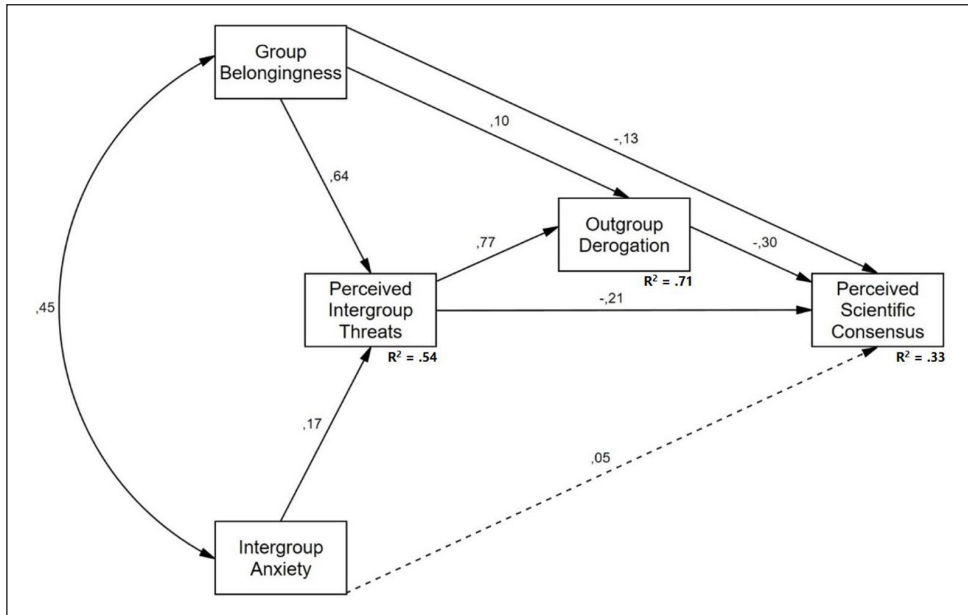 Group
Belongingness
,10
-,13
,64
Outgroup
Derogation
,77
-,30
R² = .71
Perceived
Intergroup
Threats
-,21
Perceived
Scientific
Consensus
,45
R² = .54
R² = .33
,17
,05
Intergroup
Anxiety